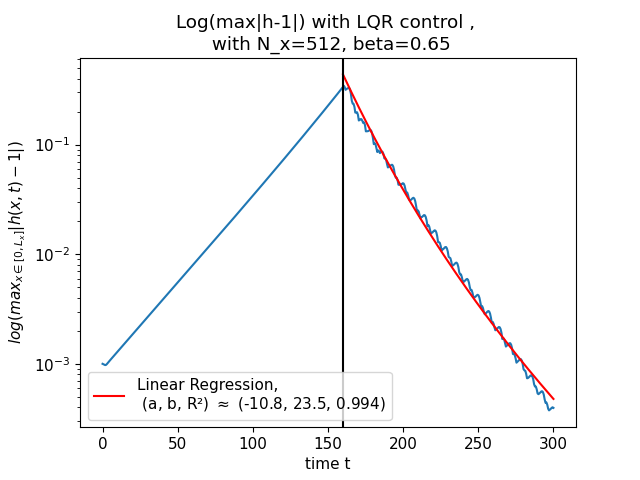 Log(max|h-1|) with LQR control ,
with N_x=512, beta=0.65
log(max_{x∈[0,L_x]}|h(x, t) − 1|)
10⁻¹
10⁻²
10⁻³
Linear Regression,
(a, b, R²) ≈ (-10.8, 23.5, 0.994)
0 50 100 150 200 250 300
time t